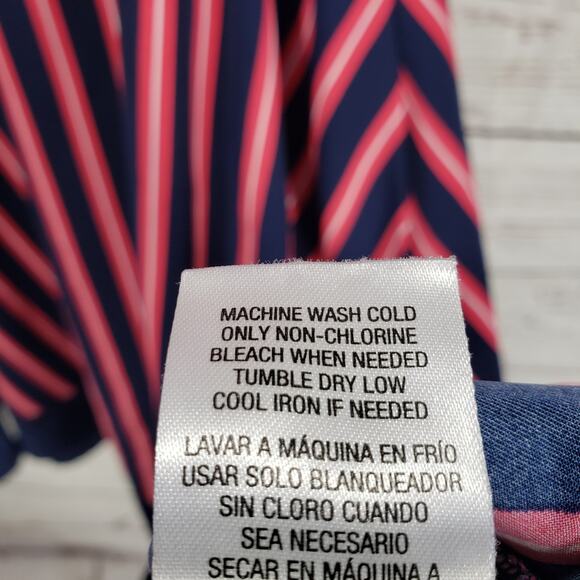 MACHINE WASH COLD
ONLY NON-CHLORINE
BLEACH WHEN NEEDED
TUMBLE DRY LOW
COOL IRON IF NEEDED
LAVAR A MÁQUINA EN FRÍO
USAR SOLO BLANQUEADOR
SIN CLORO CUANDO
SEA NECESARIO
SECAR EN MAQUINA A